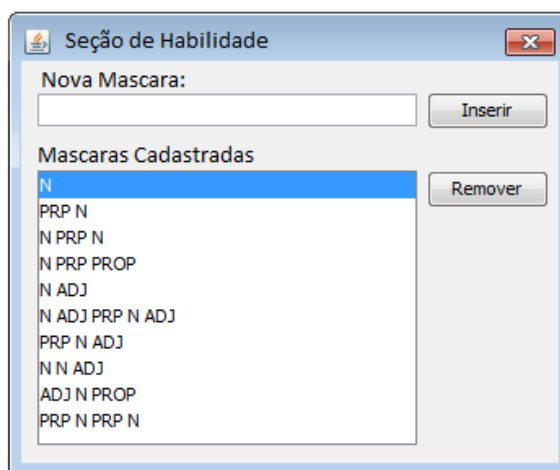 Seção de Habilidade
Nova Mascara:
Inserir
Mascaras Cadastradas
Remover
N
PRP N
N PRP N
N PRP PROP
N ADJ
N ADJ PRP N ADJ
PRP N ADJ
N N ADJ
ADJ N PROP
PRP N PRP N